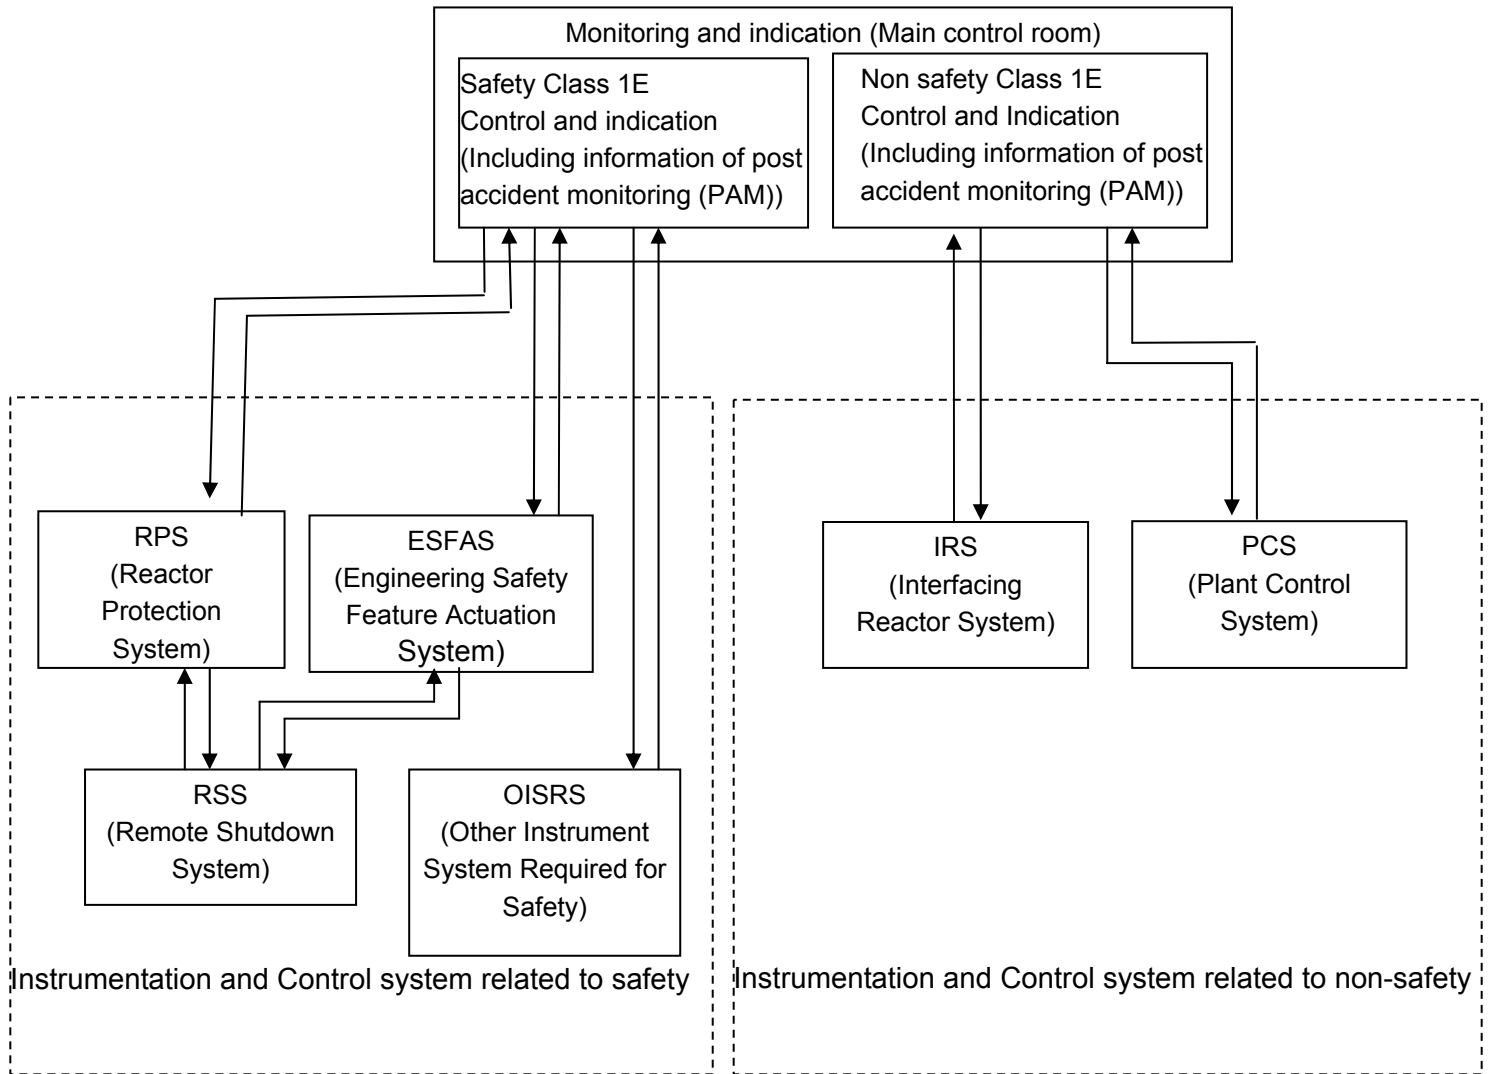 Monitoring and indication (Main control room)
Safety Class 1E
Control and indication
(Including information of post
accident monitoring (PAM))
Non safety Class 1E
Control and Indication
(Including information of post
accident monitoring (PAM))
RPS
(Reactor
Protection
System)
ESFAS
(Engineering Safety
Feature Actuation
System)
IRS
(Interfacing
Reactor System)
PCS
(Plant Control
System)
RSS
(Remote Shutdown
System)
OISRS
(Other Instrument
System Required for
Safety)
Instrumentation and Control system related to safety
Instrumentation and Control system related to non-safety